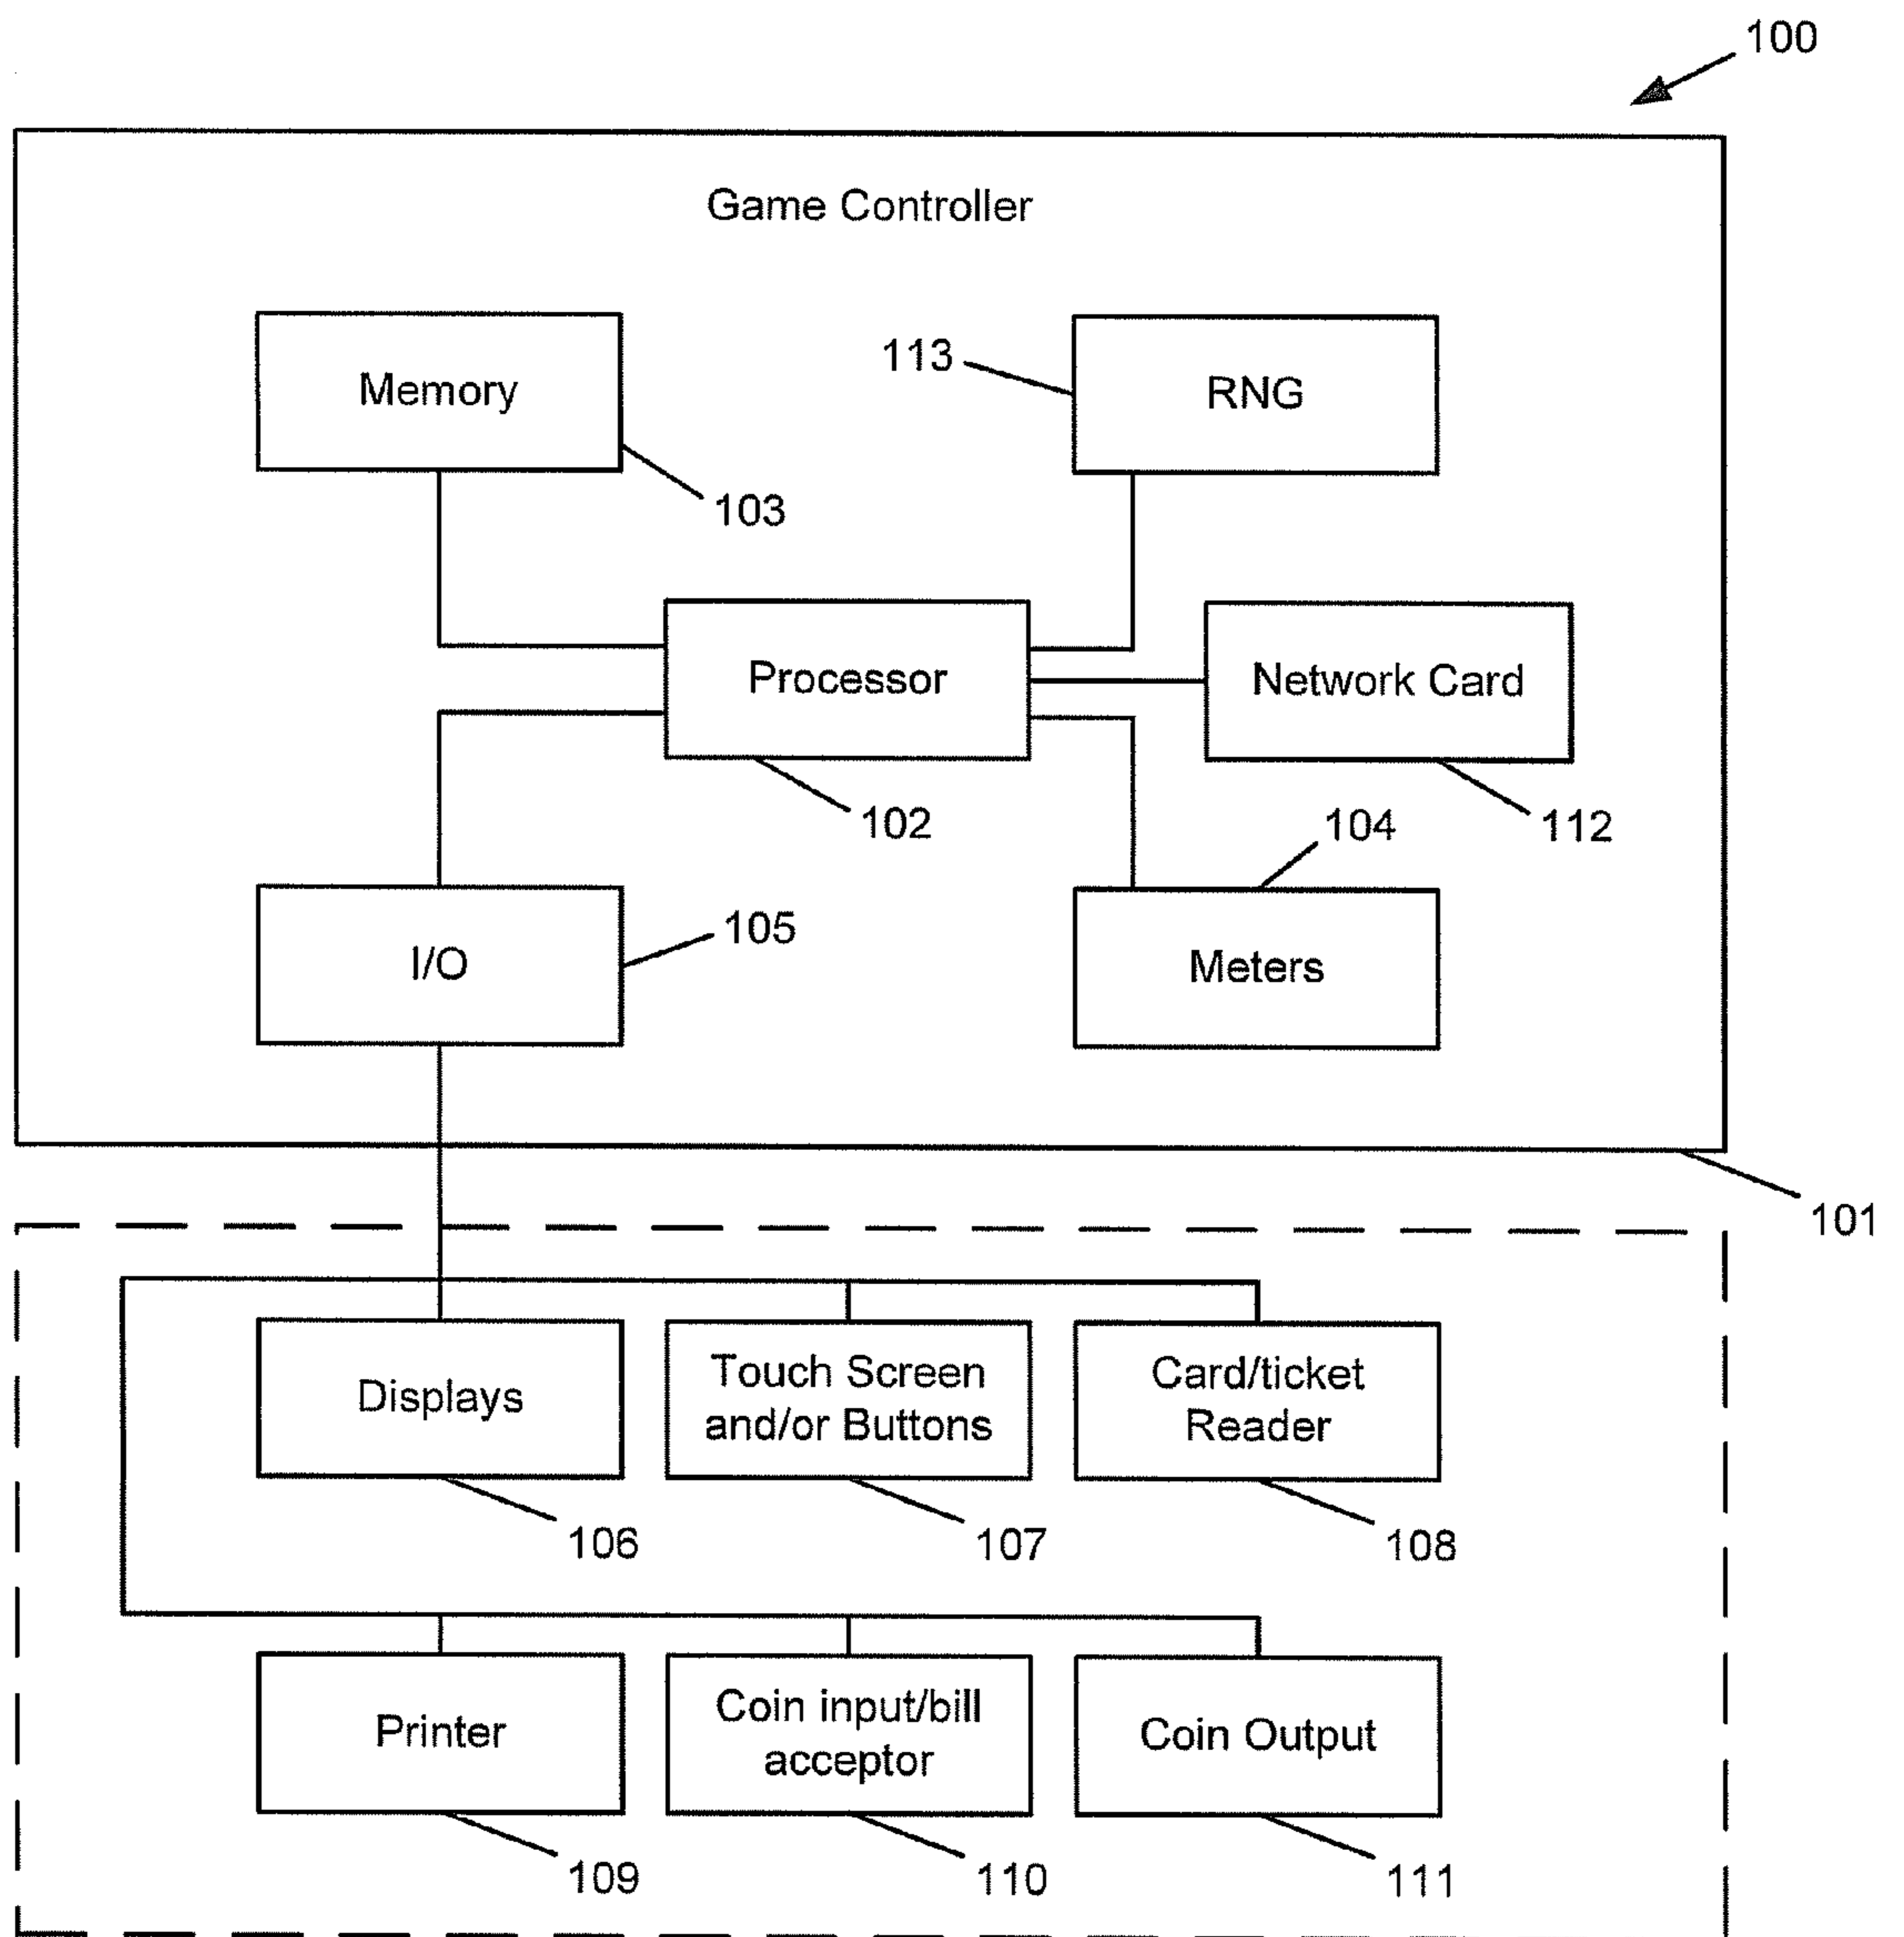 100
Game Controller
Memory
113
RNG
103
Processor
Network Card
102
104
112
I/O
105
Meters
101
Displays
Touch Screen
and/or Buttons
Card/ticket
Reader
106
107
108
Printer
Coin input/bill
acceptor
Coin Output
109
110
111